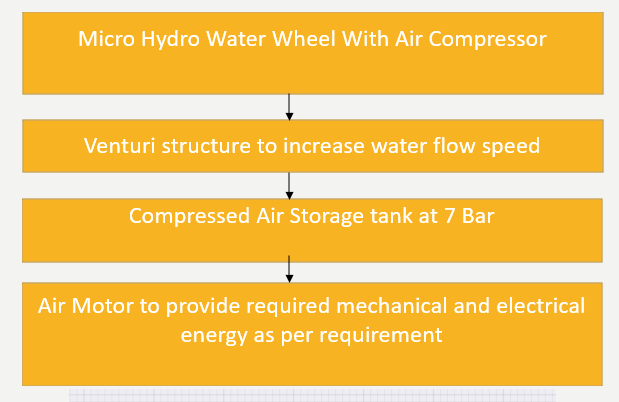 Micro Hydro Water Wheel With Air Compressor
Venturi structure to increase water flow speed
Compressed Air Storage tank at 7 Bar
Air Motor to provide required mechanical and electrical
energy as per requirement